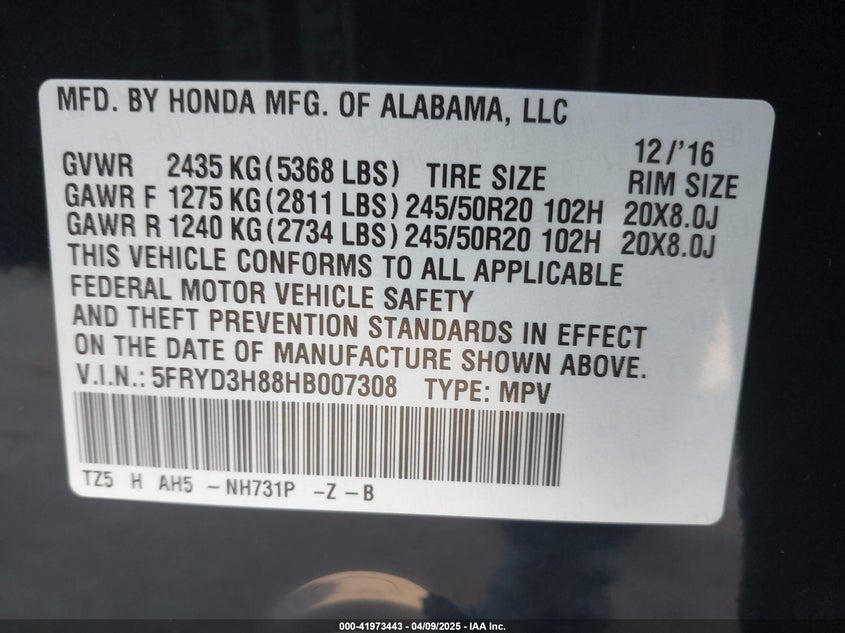 MFD. BY HONDA MFG. OF ALABAMA, LLC
12/'16
GVWR 2435 KG(5368 LBS) TIRE SIZE RIM SIZE
GAWR F 1275 KG(2811 LBS) 245/50R20 102H 20X8.0J
GAWR R 1240 KG(2734 LBS) 245/50R20 102H 20X8.0J
THIS VEHICLE CONFORMS TO ALL APPLICABLE
FEDERAL MOTOR VEHICLE SAFETY
AND THEFT PREVENTION STANDARDS IN EFFECT
ON THE DATE OF MANUFACTURE SHOWN ABOVE.
V.I.N.: 5FRYD3H88HB007308 TYPE: MPV
TZ5 H AH5 -NH731P -Z -B
000-41973443 - 04/09/2025 - IAA Inc.